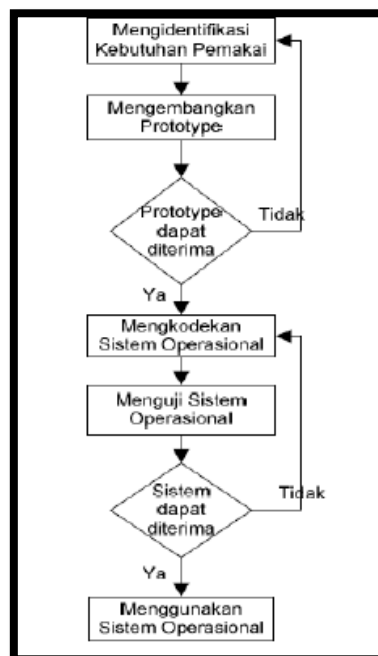 Mengidentifikasi
Kebutuhan Pemakai
Mengembangkan
Prototype
Prototype
dapat
diterima
Tidak
Ya
Mengkodekan
Sistem Operasional
Menguji Sistem
Operasional
Sistem
dapat
diterima
Tidak
Ya
Menggunakan
Sistem Operasional